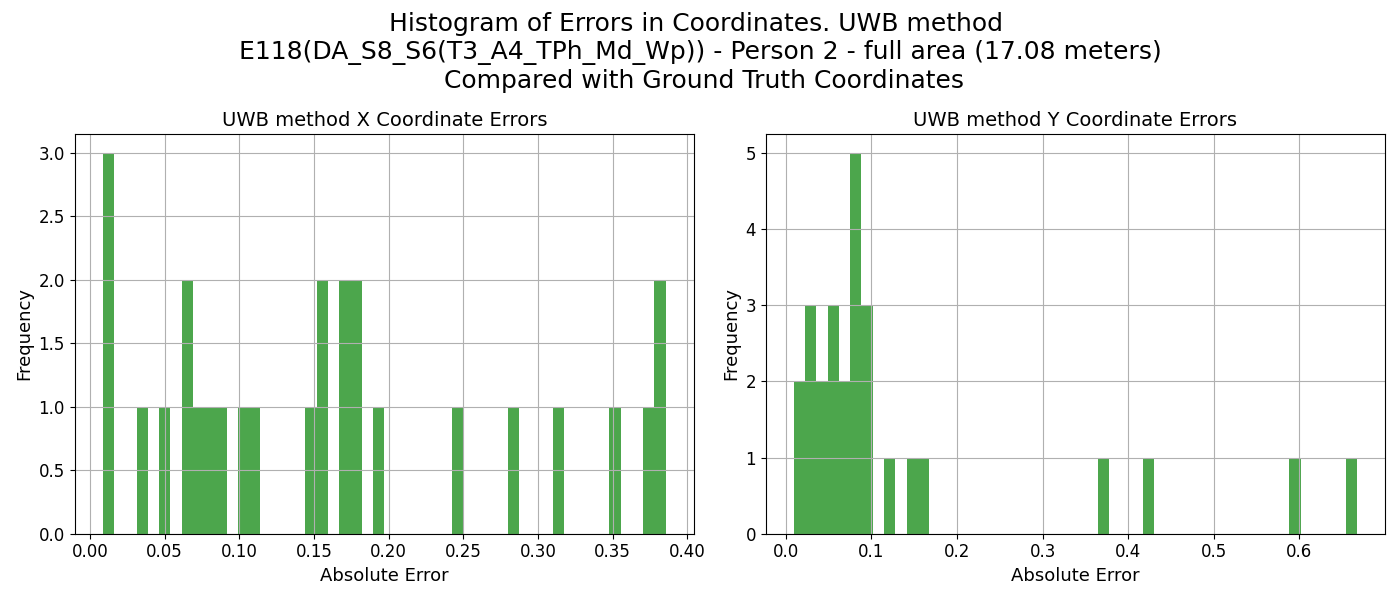 Histogram of Errors in Coordinates. UWB method
E118(DA_S8_S6(T3_A4_TPh_Md_Wp)) - Person 2 - full area (17.08 meters)
Compared with Ground Truth Coordinates
UWB method X Coordinate Errors
3.0
2.5
2.0
1.5
1.0
0.5
0.0
Frequency
0.00 0.05 0.10 0.15 0.20 0.25 0.30 0.35 0.40
Absolute Error
UWB method Y Coordinate Errors
5
4
3
2
1
0
Frequency
0.0 0.1 0.2 0.3 0.4 0.5 0.6
Absolute Error